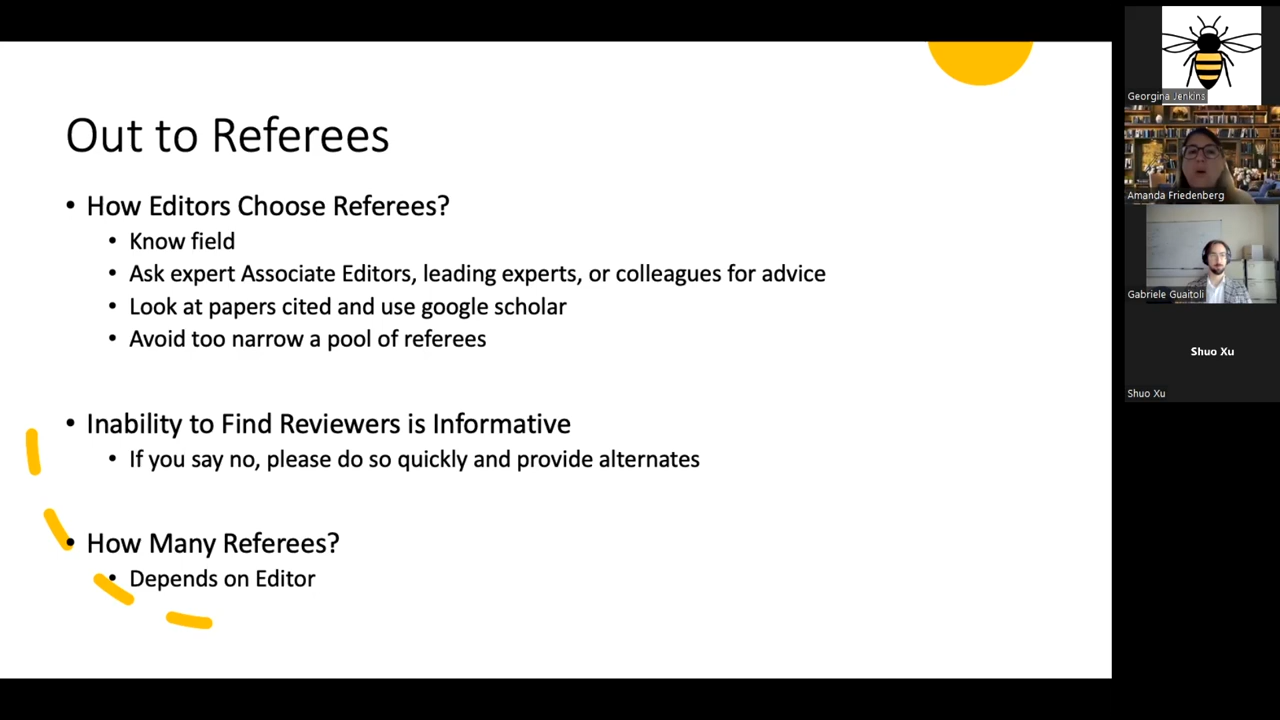 Out to Referees
• How Editors Choose Referees?
• Know field
• Ask expert Associate Editors, leading experts, or colleagues for advice
• Look at papers cited and use google scholar
• Avoid too narrow a pool of referees
• Inability to Find Reviewers is Informative
• If you say no, please do so quickly and provide alternates
• How Many Referees?
• Depends on Editor
Georgina Jenkins
Amanda Friedenberg
Gabriele Guaitoli
Shuo Xu
Shuo Xu